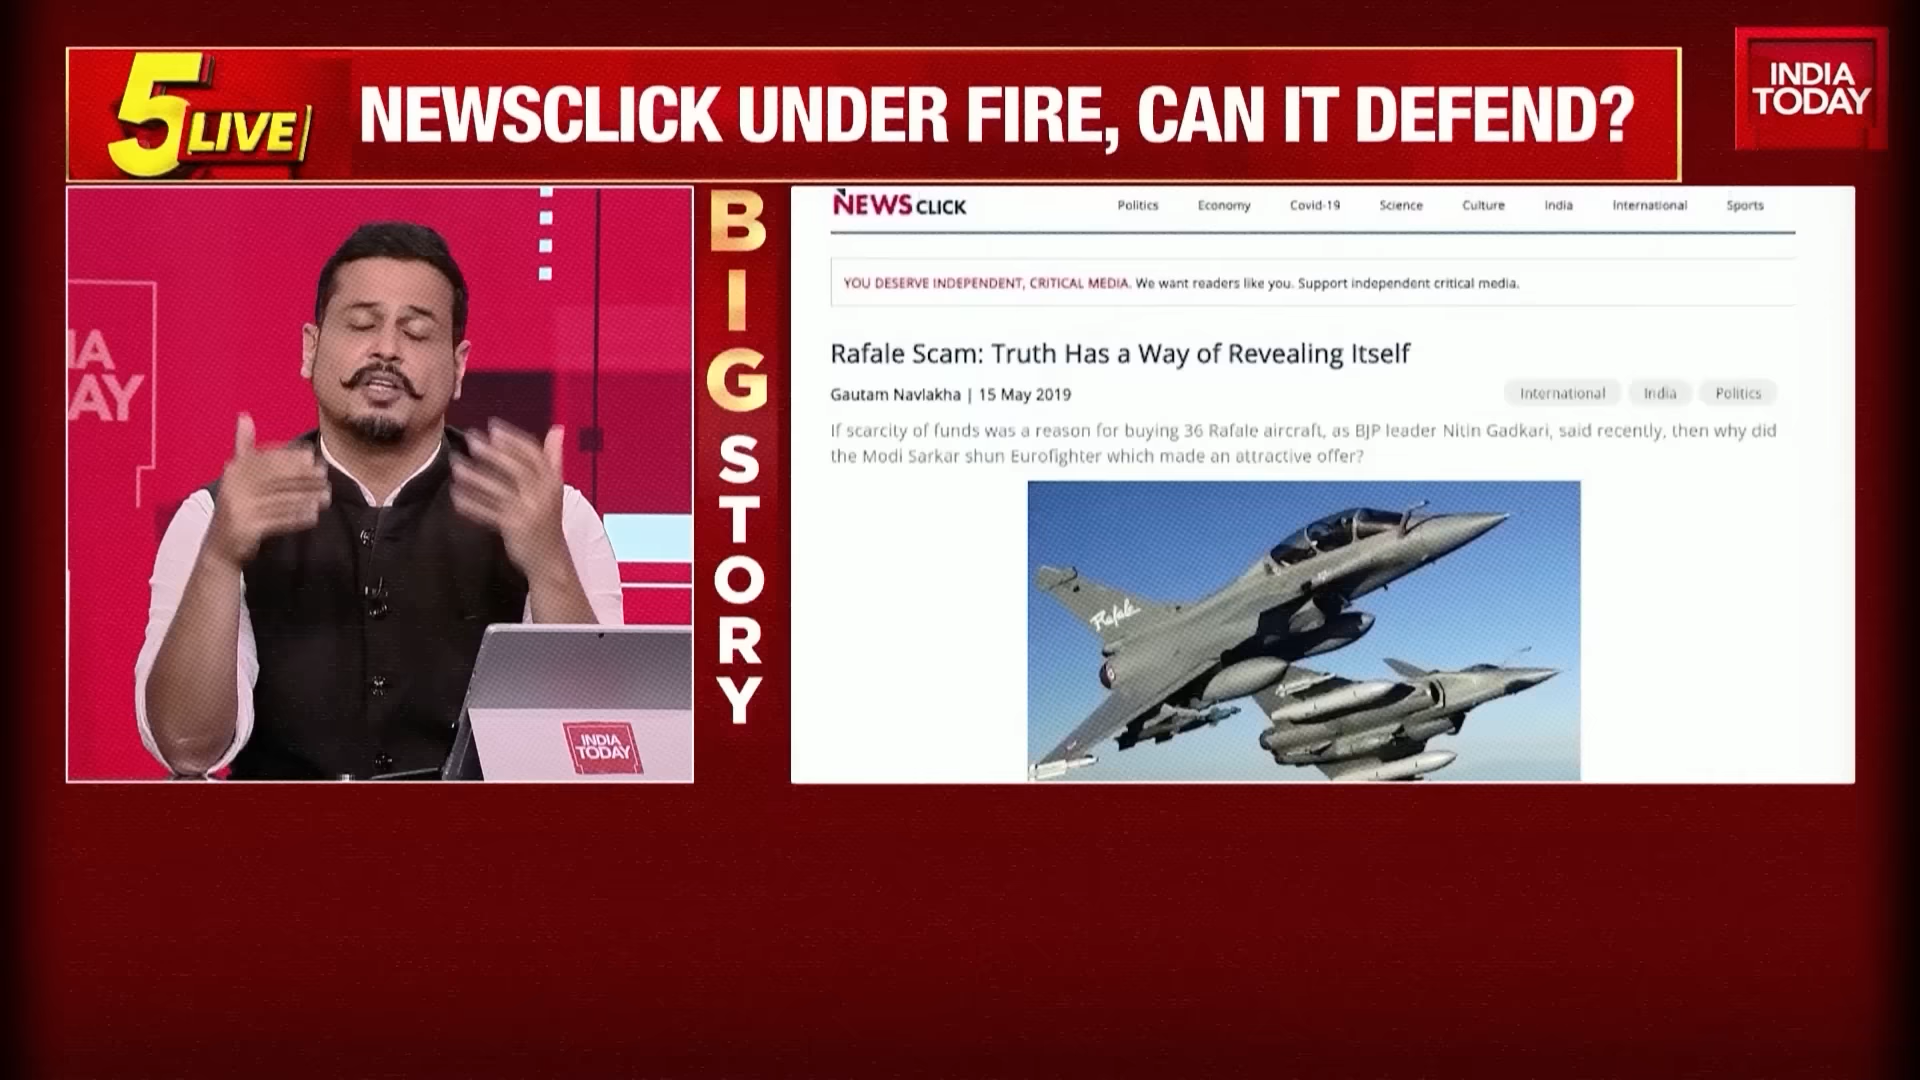 5 LIVE
NEWSCLICK UNDER FIRE, CAN IT DEFEND?
INDIA
TODAY
IA
AY
INDIA
TODAY
BIG STORY
NEWSCLICK
Politics Economy Covid-19 Science Culture India International Sports
YOU DESERVE INDEPENDENT, CRITICAL MEDIA. We want readers like you. Support independent critical media.
Rafale Scam: Truth Has a Way of Revealing Itself
Gautam Navlakha | 15 May 2019
International India Politics
If scarcity of funds was a reason for buying 36 Rafale aircraft, as BJP leader Nitin Gadkari, said recently, then why did
the Modi Sarkar shun Eurofighter which made an attractive offer?
Rafale